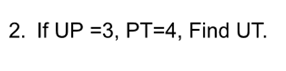 2. If UP =3, PT=4, Find UT.